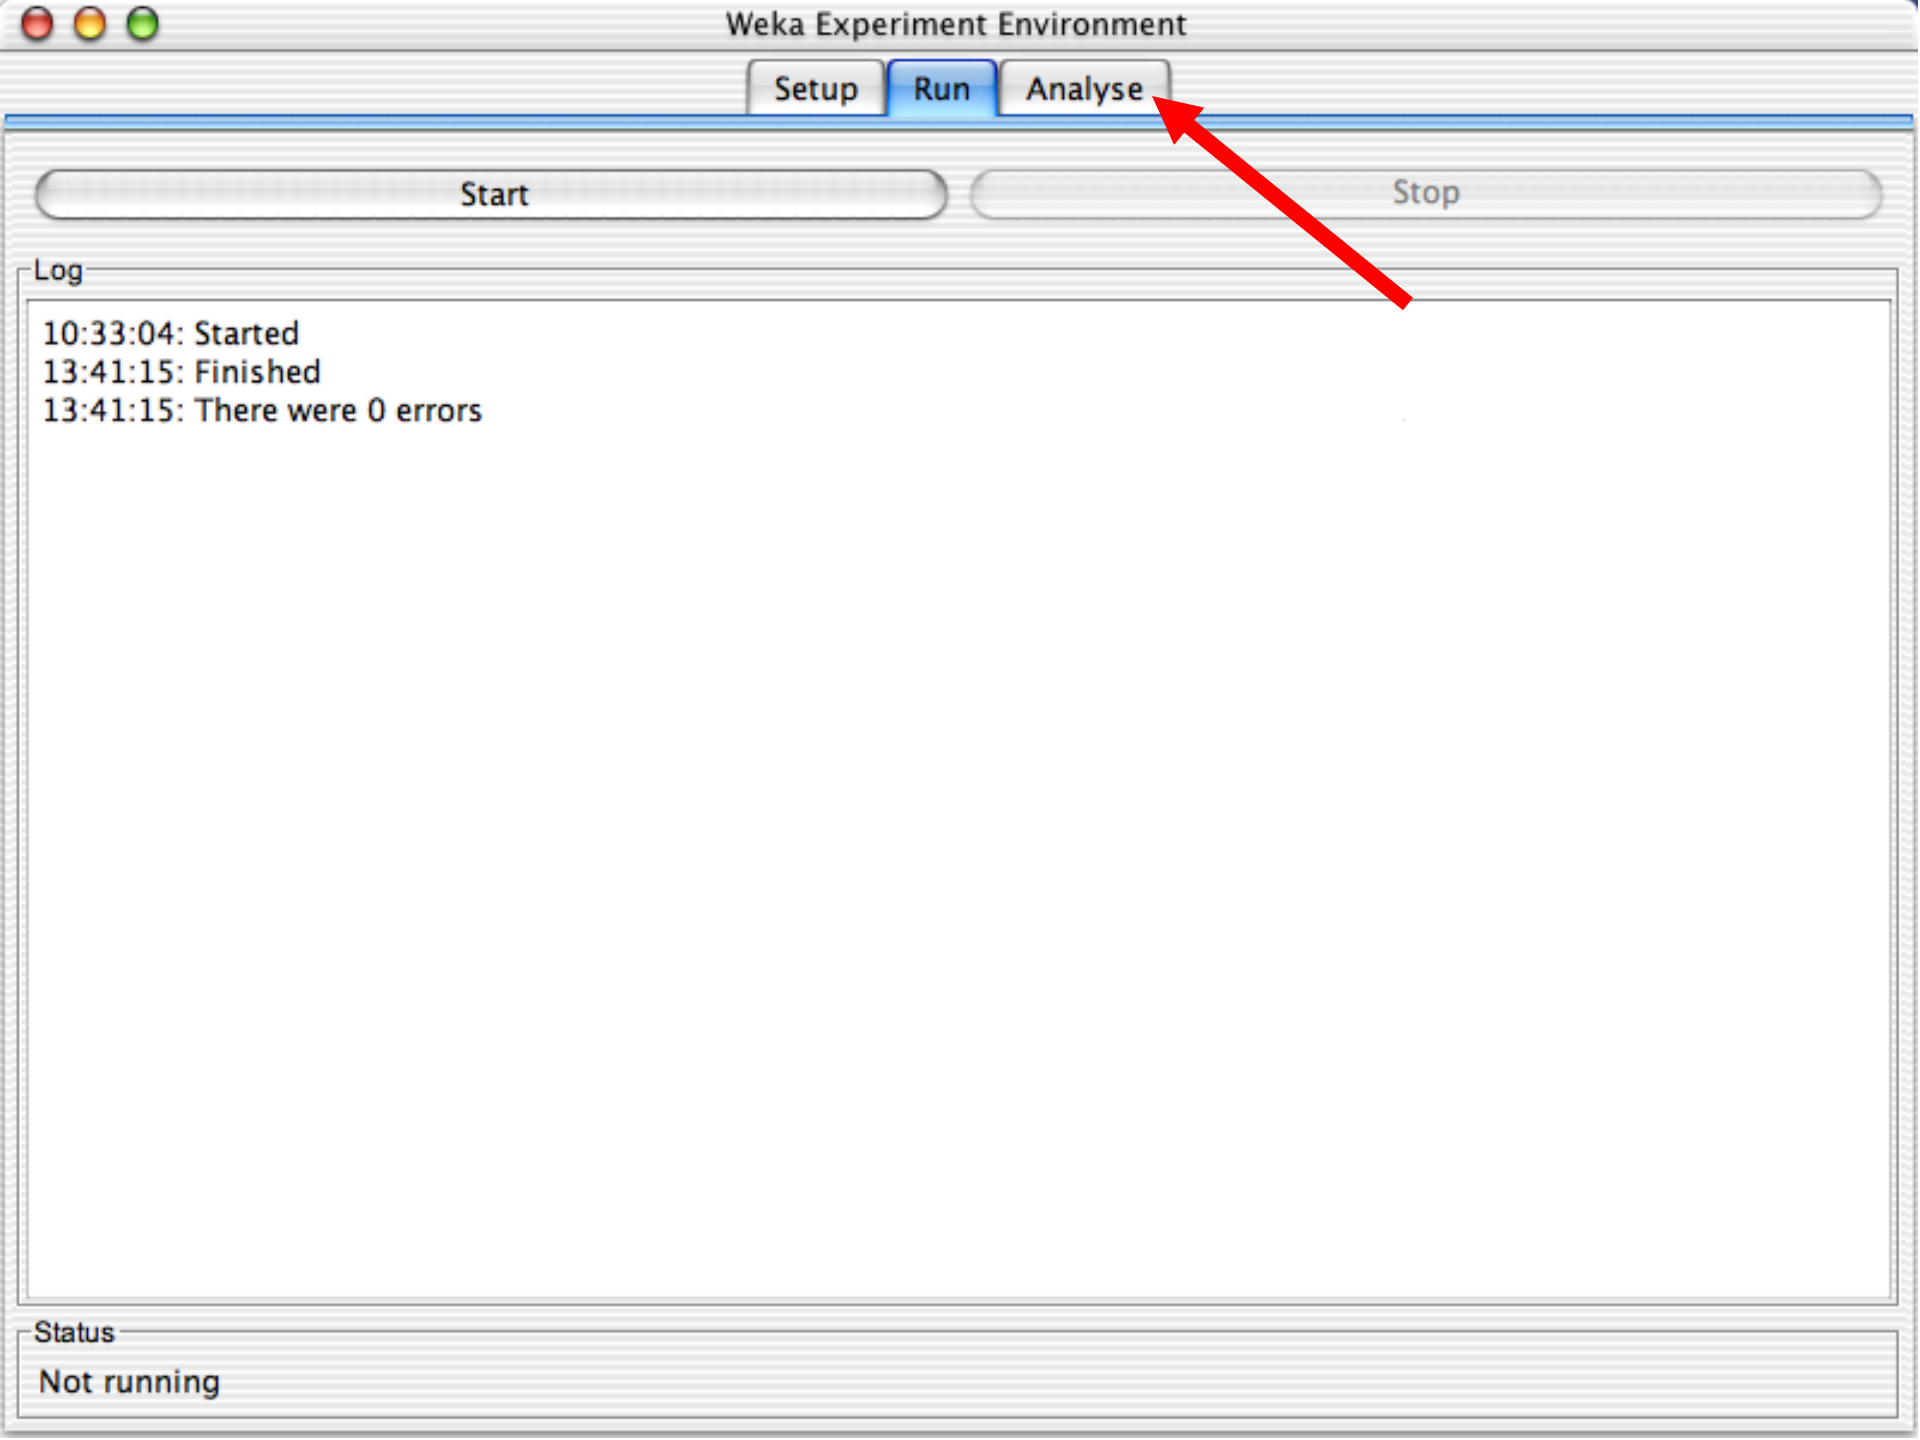 Weka Experiment Environment
Setup Run Analyse
Start Stop
Log
10:33:04: Started
13:41:15: Finished
13:41:15: There were 0 errors
Status
Not running